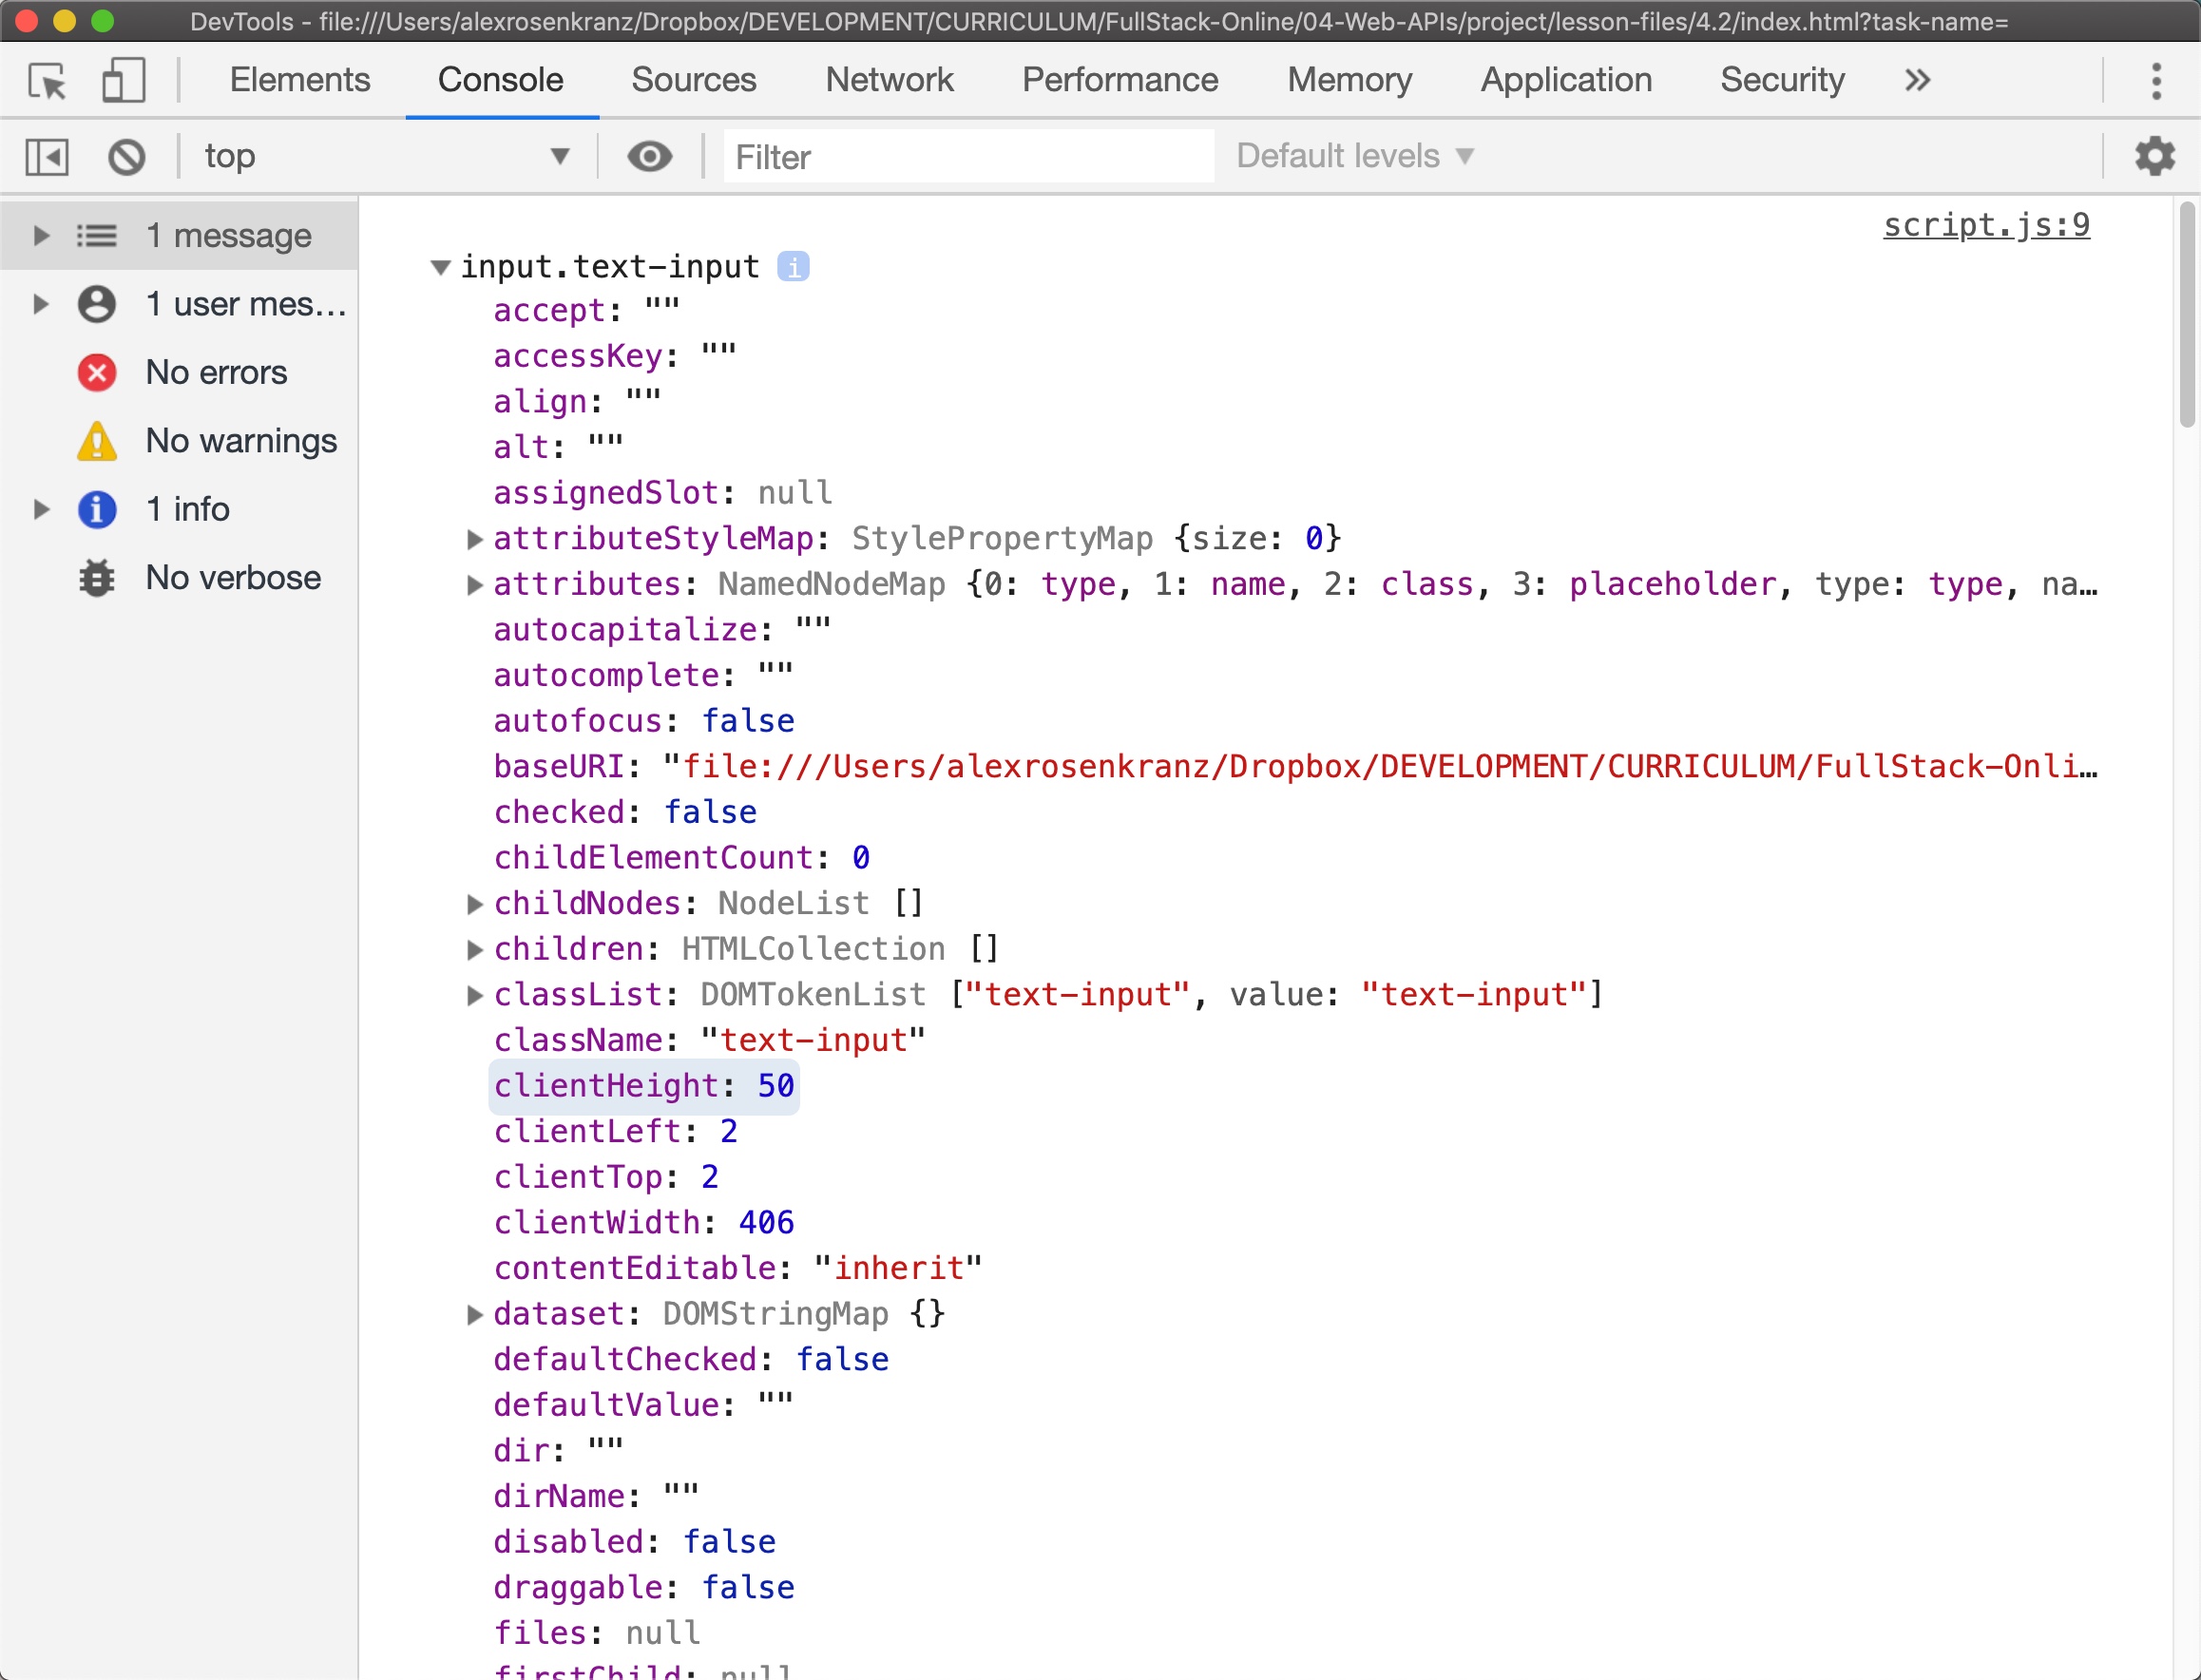 DevTools - file:///Users/alexrosenkranz/Dropbox/DEVELOPMENT/CURRICULUM/FullStack-Online/04-Web-APIs/project/lesson-files/4.2/index.html?task-name=
Elements Console Sources Network Performance Memory Application Security »
top ▼ Filter Default levels ▼
1 message
1 user mes…
No errors
No warnings
1 info
No verbose
script.js:9
▼ input.text-input i
accept: ""
accessKey: ""
align: ""
alt: ""
assignedSlot: null
▶ attributeStyleMap: StylePropertyMap {size: 0}
▶ attributes: NamedNodeMap {0: type, 1: name, 2: class, 3: placeholder, type: type, na…
autocapitalize: ""
autocomplete: ""
autofocus: false
baseURI: "file:///Users/alexrosenkranz/Dropbox/DEVELOPMENT/CURRICULUM/FullStack-Onli…
checked: false
childElementCount: 0
▶ childNodes: NodeList []
▶ children: HTMLCollection []
▶ classList: DOMTokenList ["text-input", value: "text-input"]
className: "text-input"
clientHeight: 50
clientLeft: 2
clientTop: 2
clientWidth: 406
contentEditable: "inherit"
▶ dataset: DOMStringMap {}
defaultChecked: false
defaultValue: ""
dir: ""
dirName: ""
disabled: false
draggable: false
files: null
firstChild: null